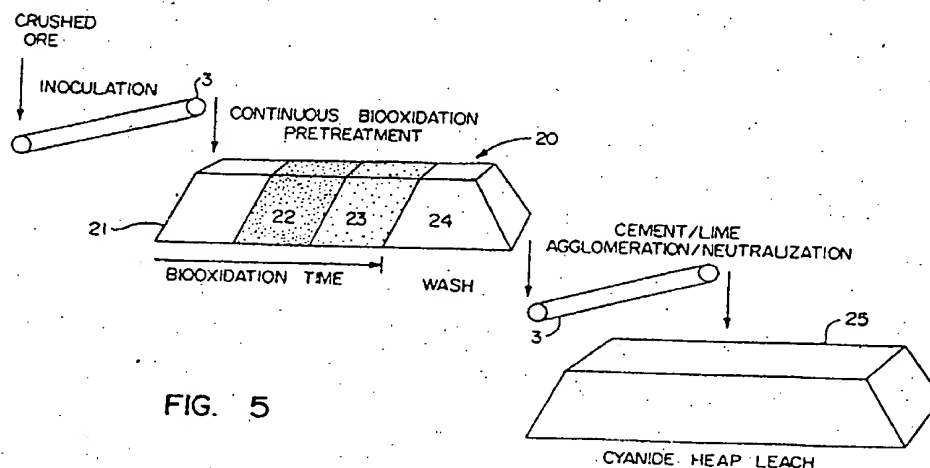 CRUSHED
ORE
INOCULATION
3
CONTINUOUS BIOOXIDATION
PRETREATMENT
20
21
22
23
24
BIOOXIDATION TIME
WASH
CEMENT/LIME
AGGLOMERATION/NEUTRALIZATION
3
25
FIG. 5
CYANIDE HEAP LEACH